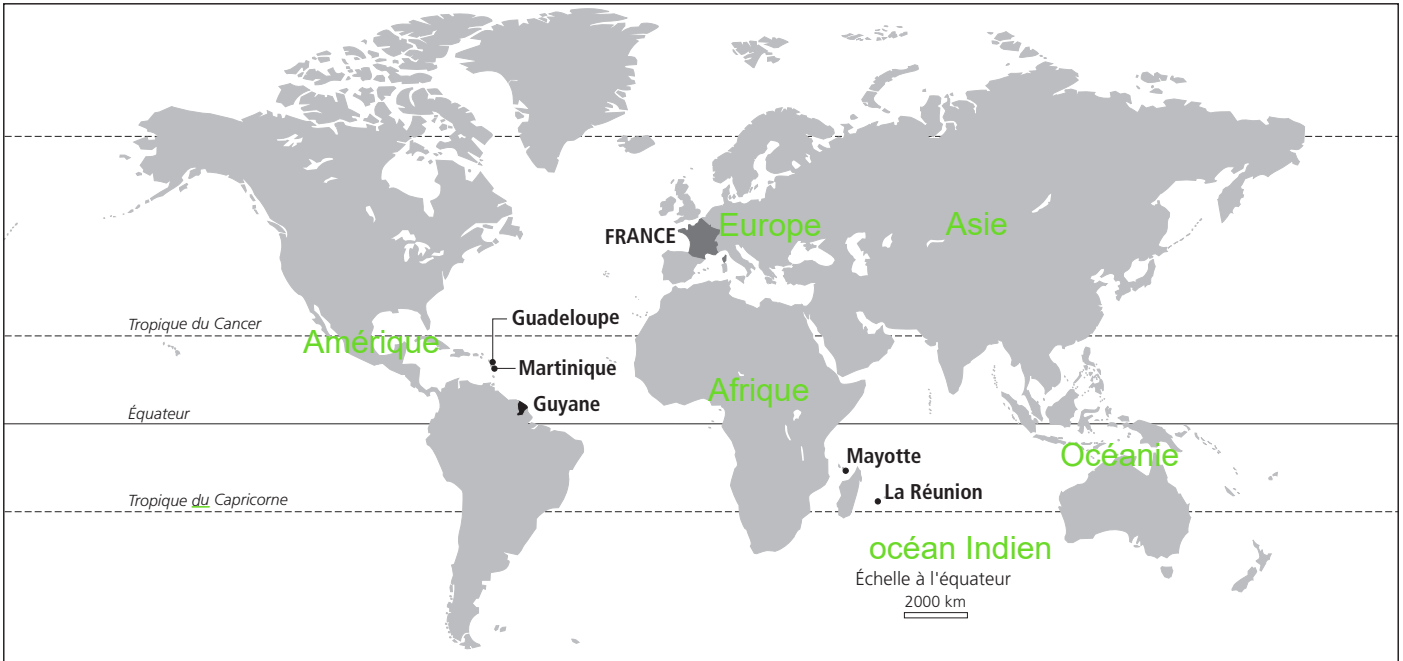 Europe
Asie
FRANCE
Tropique du Cancer
Guadeloupe
Amérique
Martinique
Afrique
Guyane
Équateur
Mayotte
Océanie
La Réunion
Tropique du Capricorne
océan Indien
Échelle à l'équateur
2000 km